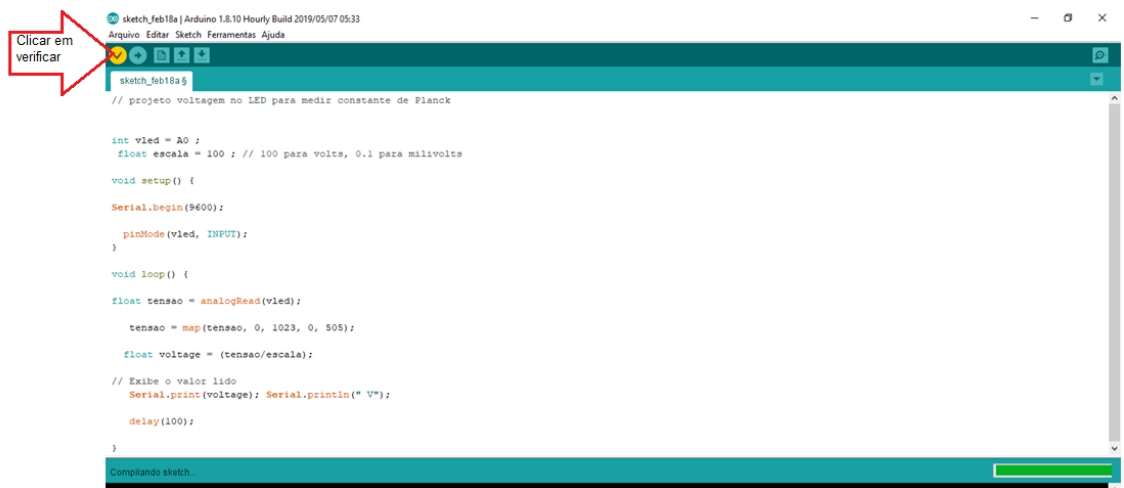 sketch_feb18a | Arduino 1.8.10 Hourly Build 2019/05/07 05:33
Arquivo Editar Sketch Ferramentas Ajuda
Clicar em
verificar
sketch_feb18a §
// projeto voltagem no LED para medir constante de Planck
int vled = A0 ;
float escala = 100 ; // 100 para volts, 0.1 para milivolts
void setup() {
Serial.begin(9600);
pinMode(vled, INPUT);
}
void loop() {
float tensao = analogRead(vled);
tensao = map(tensao, 0, 1023, 0, 505);
float voltage = (tensao/escala);
// Exibe o valor lido
Serial.print(voltage); Serial.println(" V");
delay(100);
}
Compilando sketch...